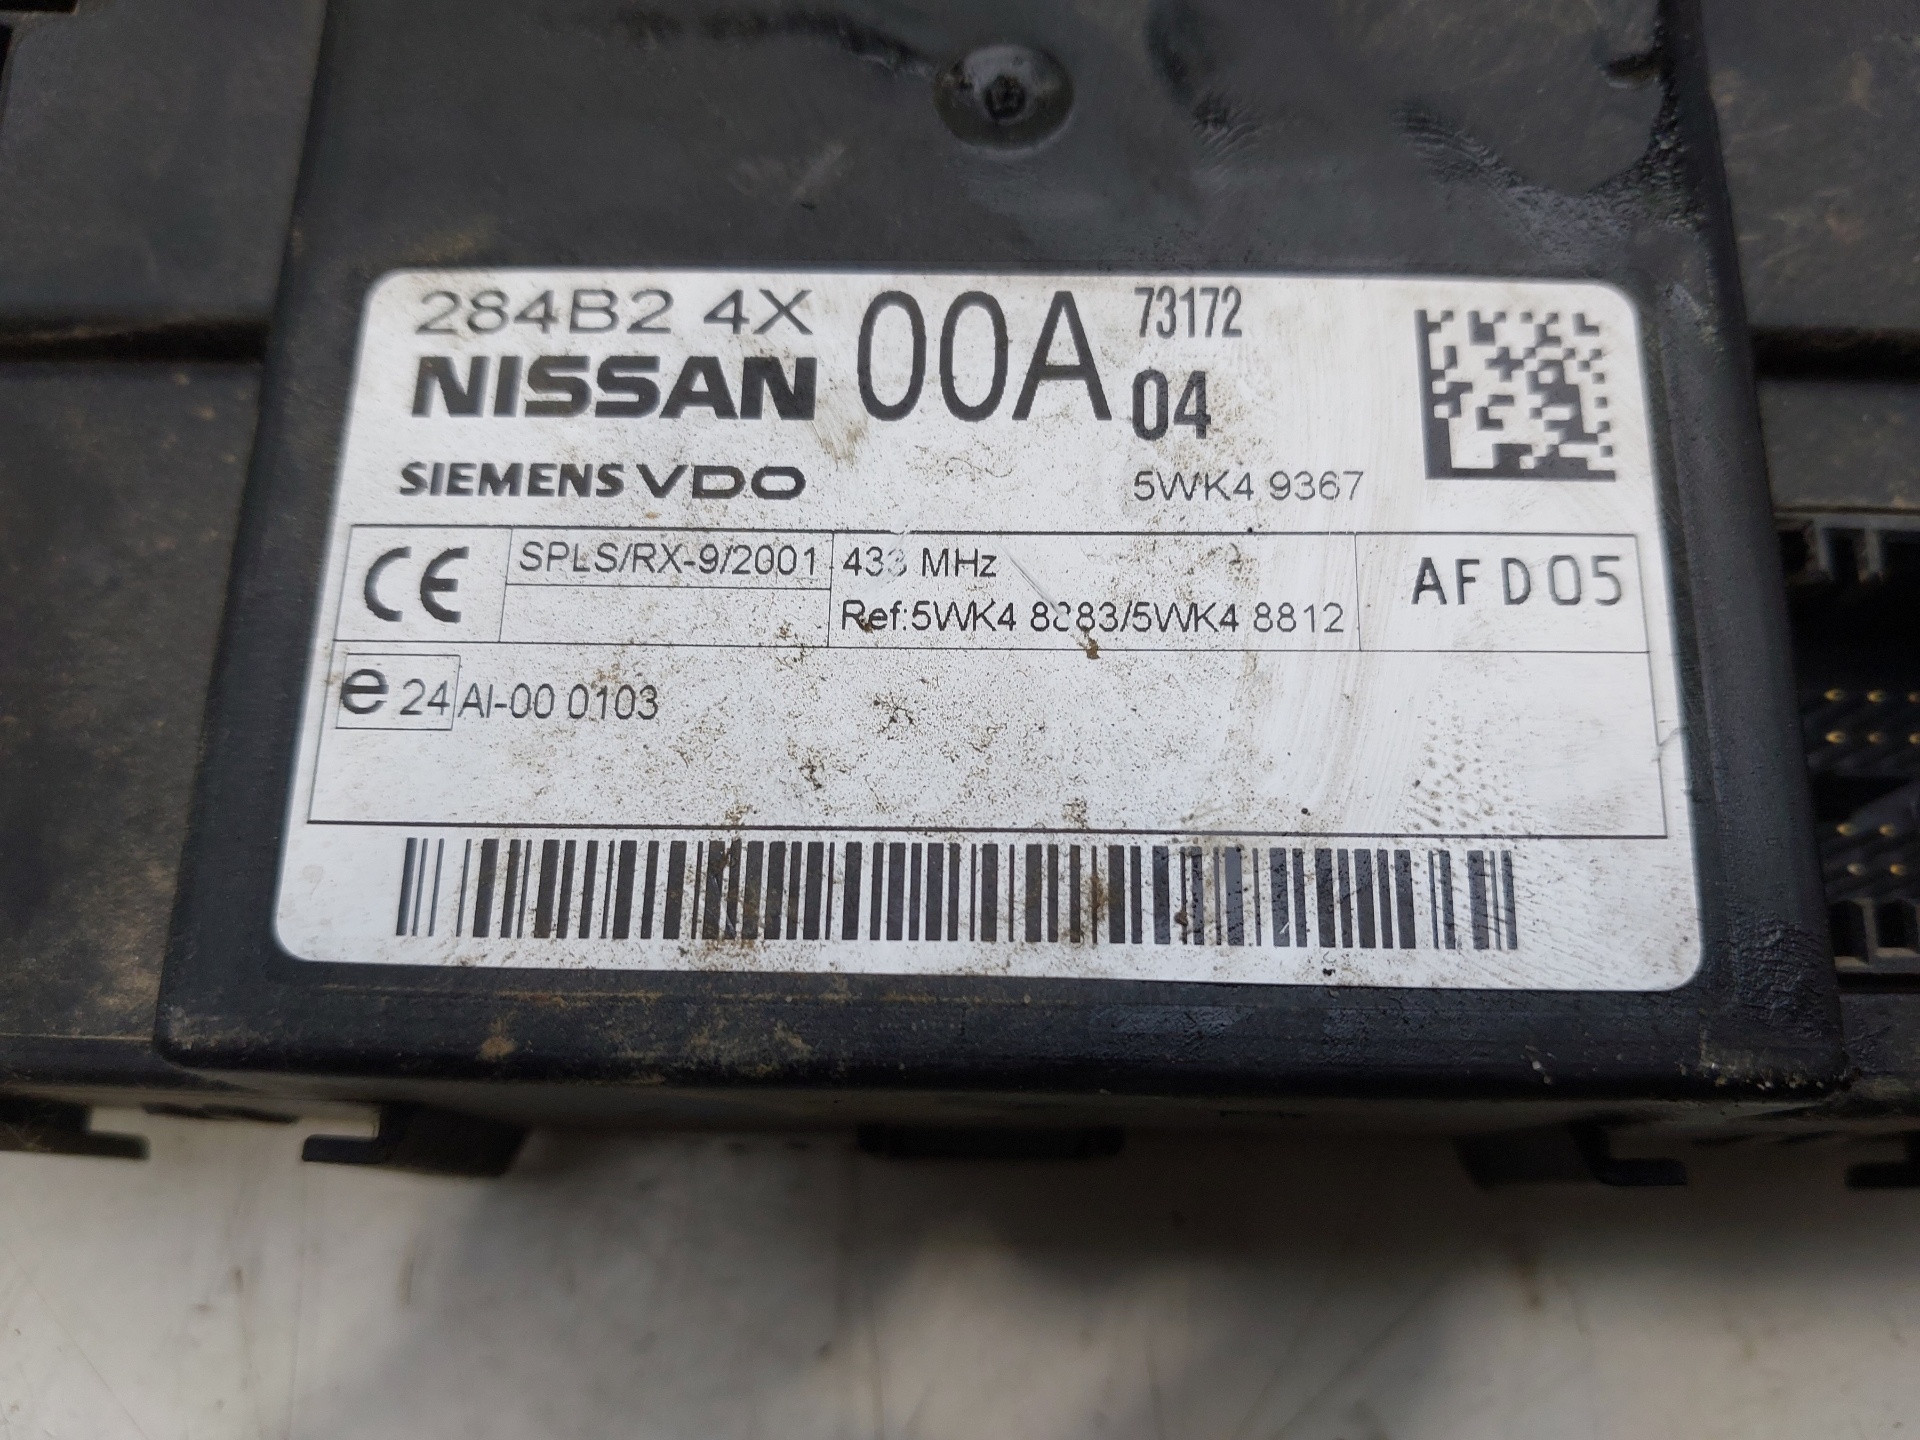 284B2 4X 00A 73172
NISSAN 04
SIEMENS VDO 5WK4 9367
CE SPLS/RX-9/2001 433 MHz AF D05
Ref:5WK4 8283/5WK4 8812
e 24 AI-00 0103